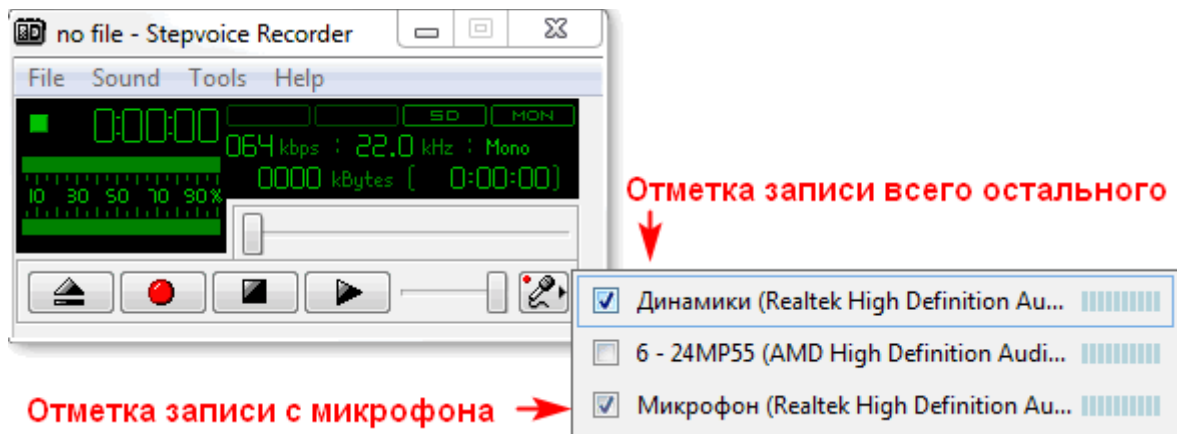 no file - Stepvoice Recorder
File Sound Tools Help
0:00:00 SD MON
064 kbps : 22.0 kHz : Mono
0000 kBytes ( 0:00:00)
10 30 50 70 90%
Отметка записи всего остального
Динамики (Realtek High Definition Au...
6 - 24MP55 (AMD High Definition Audi...
Отметка записи с микрофона
Микрофон (Realtek High Definition Au...